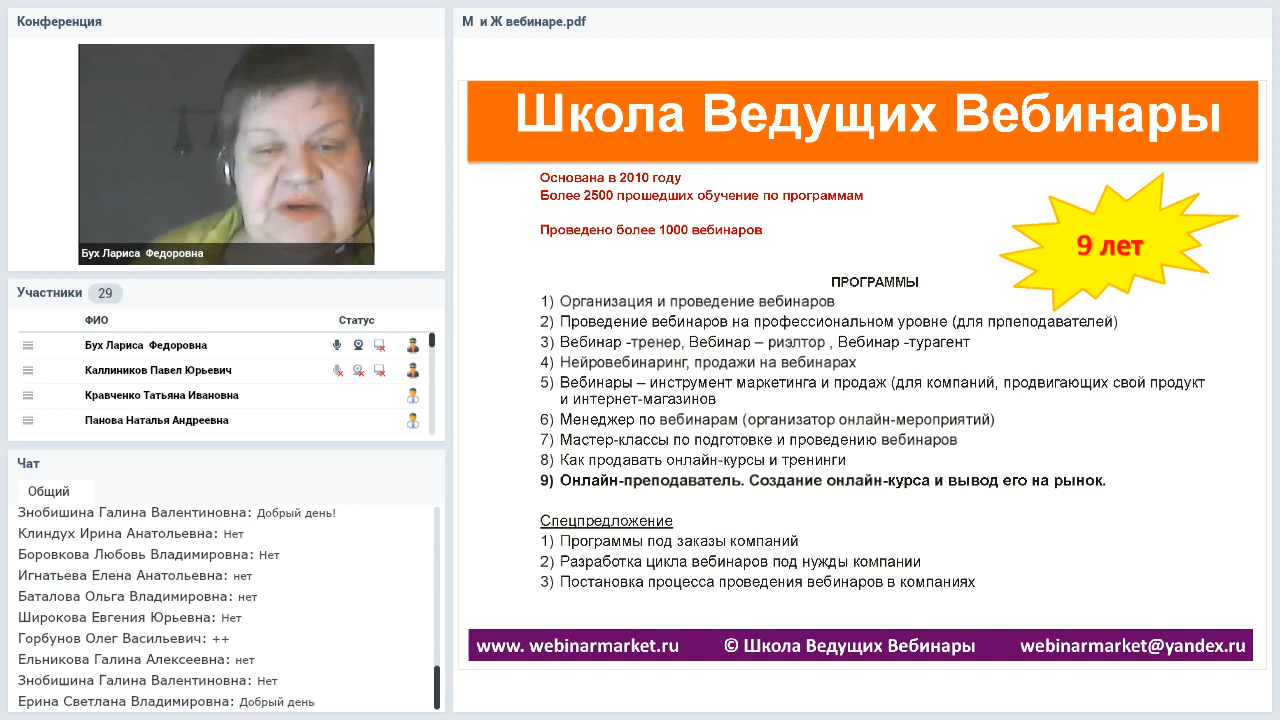 Конференция
Бух Лариса Федоровна
Участники 29
ФИО Статус
Бух Лариса Федоровна
Каллиников Павел Юрьевич
Кравченко Татьяна Ивановна
Панова Наталья Андреевна
Чат
Общий
Знобишина Галина Валентиновна: Добрый день!
Клиндух Ирина Анатольевна: Нет
Боровкова Любовь Владимировна: Нет
Игнатьева Елена Анатольевна: нет
Баталова Ольга Владимировна: нет
Широкова Евгения Юрьевна: Нет
Горбунов Олег Васильевич: ++
Ельникова Галина Алексеевна: нет
Знобишина Галина Валентиновна: Нет
Ерина Светлана Владимировна: Добрый день
М и Ж вебинаре.pdf
Школа Ведущих Вебинары
Основана в 2010 году
Более 2500 прошедших обучение по программам
Проведено более 1000 вебинаров
9 лет
ПРОГРАММЫ
1) Организация и проведение вебинаров
2) Проведение вебинаров на профессиональном уровне (для прпеподавателей)
3) Вебинар -тренер, Вебинар – риэлтор , Вебинар -турагент
4) Нейровебинаринг, продажи на вебинарах
5) Вебинары – инструмент маркетинга и продаж (для компаний, продвигающих свой продукт
и интернет-магазинов
6) Менеджер по вебинарам (организатор онлайн-мероприятий)
7) Мастер-классы по подготовке и проведению вебинаров
8) Как продавать онлайн-курсы и тренинги
9) Онлайн-преподаватель. Создание онлайн-курса и вывод его на рынок.
Спецпредложение
1) Программы под заказы компаний
2) Разработка цикла вебинаров под нужды компании
3) Постановка процесса проведения вебинаров в компаниях
www. webinarmarket.ru © Школа Ведущих Вебинары webinarmarket@yandex.ru